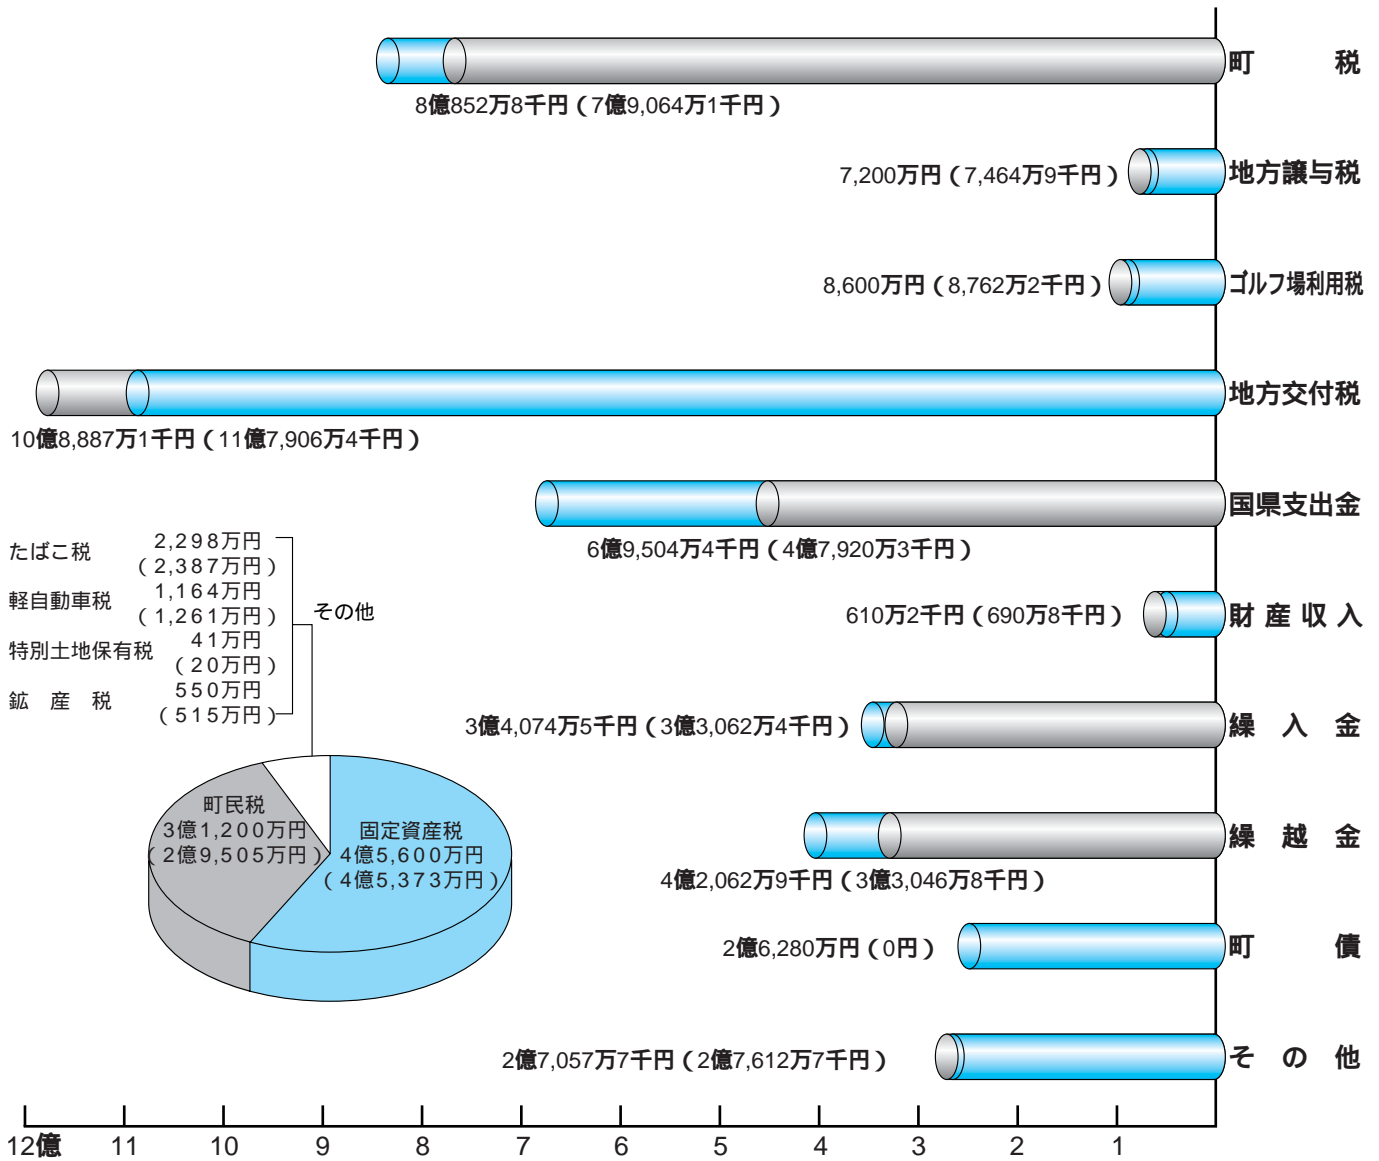 町税
8億852万8千円（7億9,064万1千円）
7,200万円（7,464万9千円）
地方譲与税
8,600万円（8,762万2千円）
ゴルフ場利用税
地方交付税
10億8,887万1千円（11億7,906万4千円）
国県支出金
6億9,504万4千円（4億7,920万3千円）
たばこ税
2,298万円
（2,387万円）
軽自動車税
1,164万円
（1,261万円）
特別土地保有税
41万円
（20万円）
鉱産税
550万円
（515万円）
その他
610万2千円（690万8千円）
財産収入
3億4,074万5千円（3億3,062万4千円）
繰入金
町民税
3億1,200万円
（2億9,505万円）
固定資産税
4億5,600万円
（4億5,373万円）
繰越金
4億2,062万9千円（3億3,046万8千円）
2億6,280万円（0円）
町債
2億7,057万7千円（2億7,612万7千円）
その他
12億 11 10 9 8 7 6 5 4 3 2 1